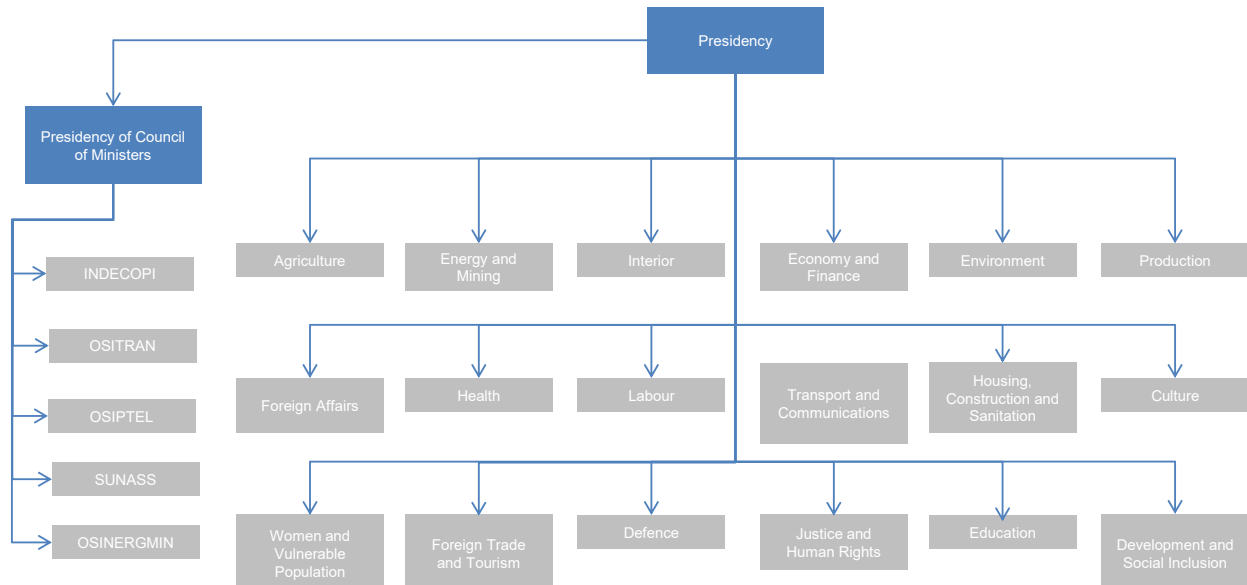 Presidency
Presidency of Council
of Ministers
INDECOPI
OSITRAN
OSIPTEL
SUNASS
OSINERGMIN
Agriculture
Energy and
Mining
Interior
Economy and
Finance
Environment
Production
Foreign Affairs
Health
Labour
Transport and
Communications
Housing,
Construction and
Sanitation
Culture
Women and
Vulnerable
Population
Foreign Trade
and Tourism
Defence
Justice and
Human Rights
Education
Development and
Social Inclusion